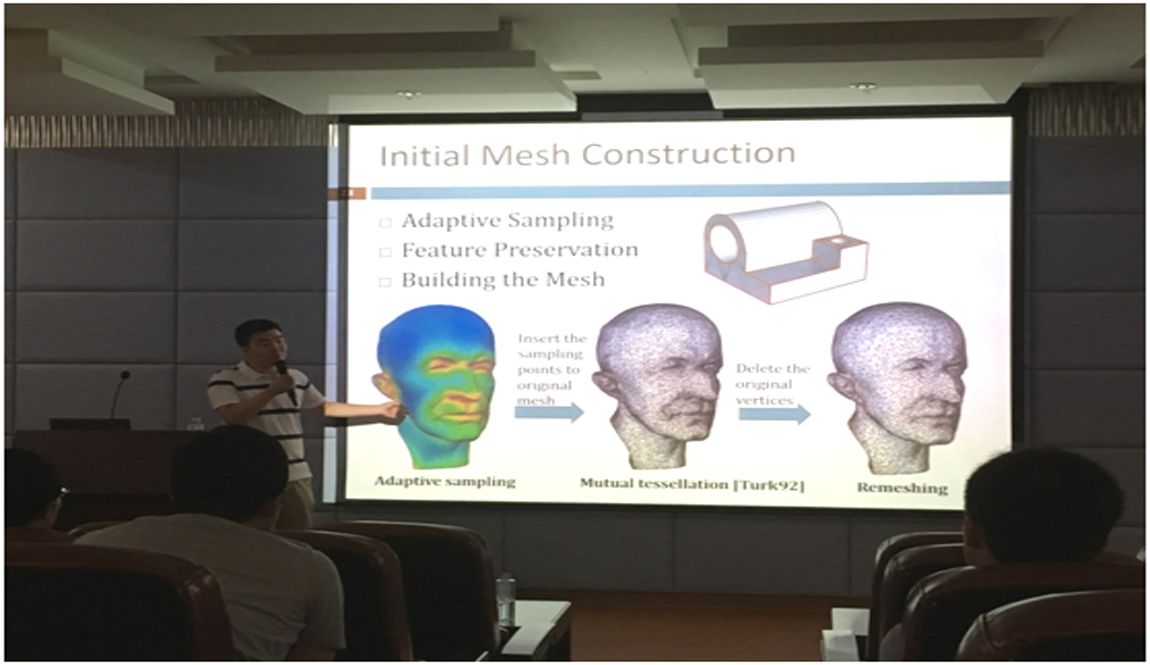 Initial Mesh Construction
23
Adaptive Sampling
Feature Preservation
Building the Mesh
Insert the
sampling
points to
original
mesh
Delete the
original
vertices
Adaptive sampling
Mutual tessellation [Turk92]
Remeshing